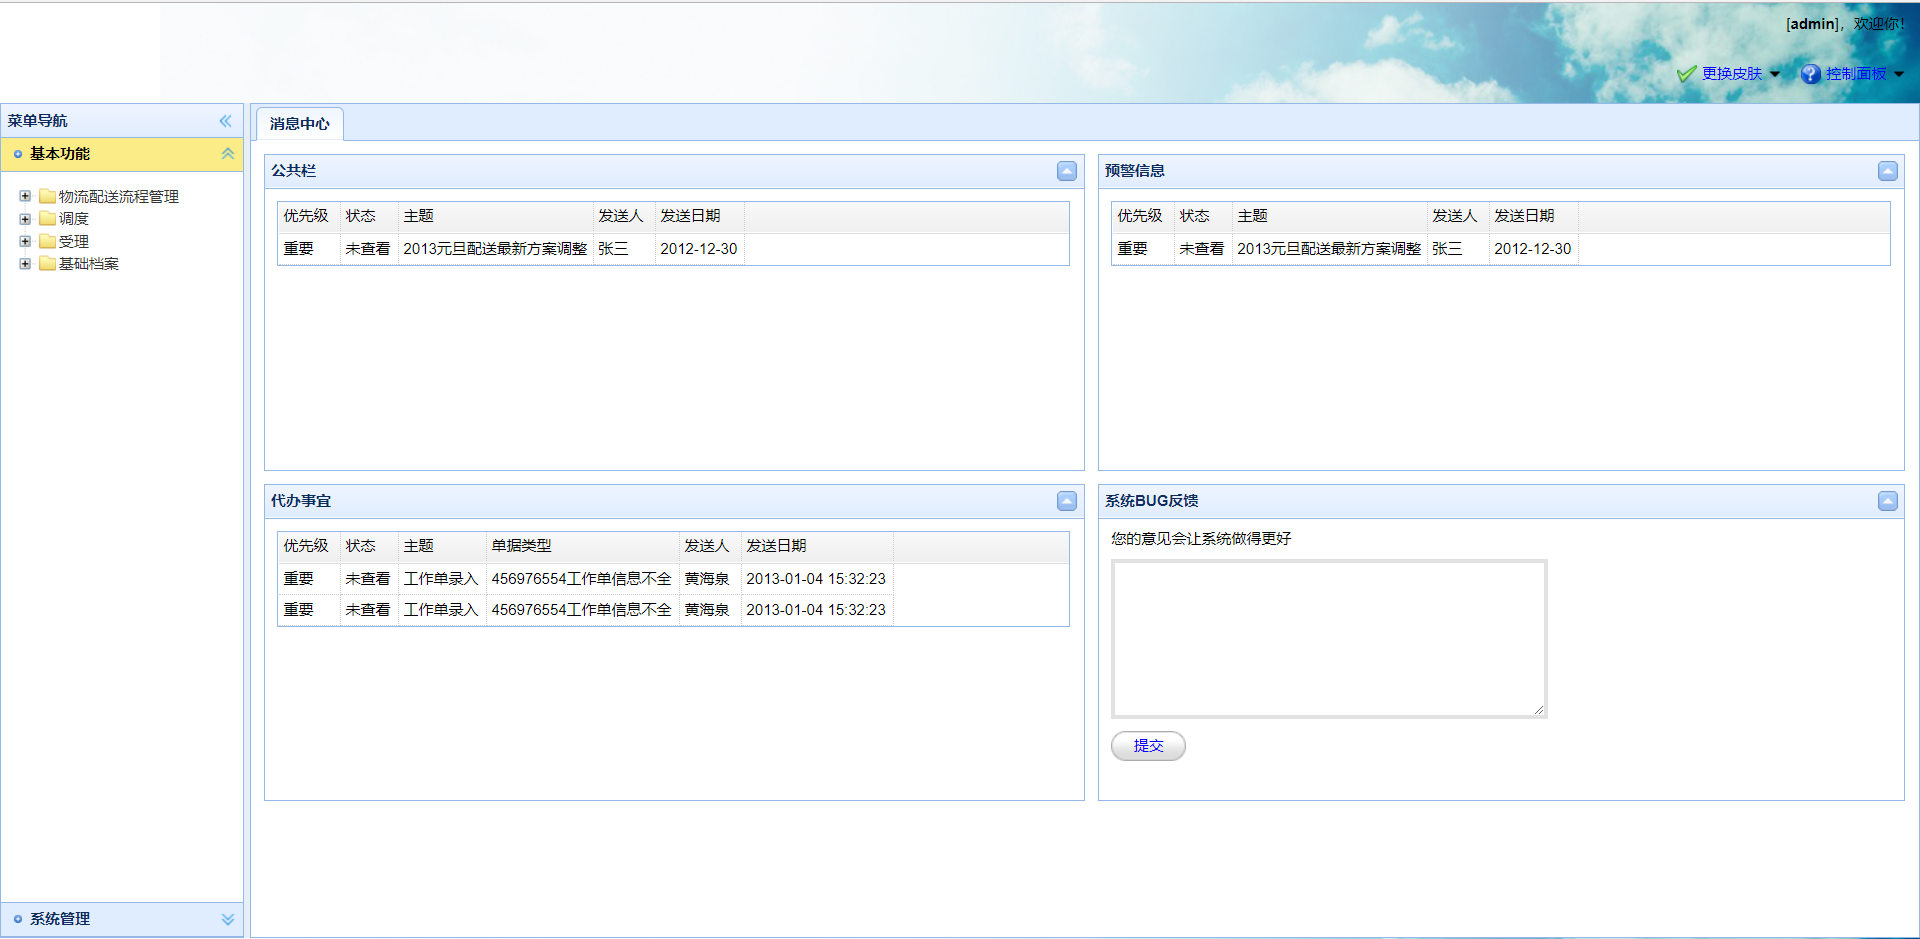 [admin]，欢迎你！
更换皮肤 控制面板
菜单导航
基本功能
物流配送流程管理
调度
受理
基础档案
系统管理
消息中心
公共栏
优先级 状态 主题 发送人 发送日期
重要 未查看 2013元旦配送最新方案调整 张三 2012-12-30
预警信息
优先级 状态 主题 发送人 发送日期
重要 未查看 2013元旦配送最新方案调整 张三 2012-12-30
代办事宜
优先级 状态 主题 单据类型 发送人 发送日期
重要 未查看 工作单录入 456976554工作单信息不全 黄海泉 2013-01-04 15:32:23
重要 未查看 工作单录入 456976554工作单信息不全 黄海泉 2013-01-04 15:32:23
系统BUG反馈
您的意见会让系统做得更好
提交